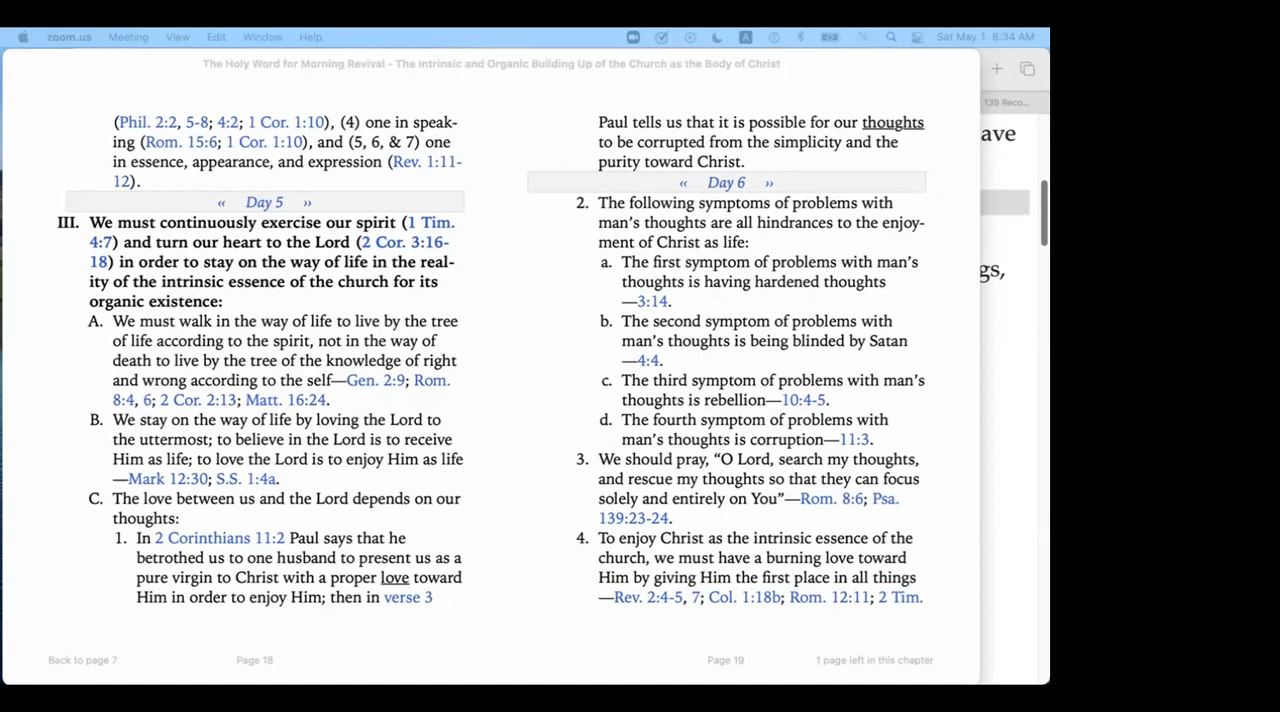 zoom.us Meeting View Edit Window Help Sat May 1 8:34 AM
The Holy Word for Morning Revival - The Intrinsic and Organic Building Up of the Church as the Body of Christ
(Phil. 2:2, 5-8; 4:2; 1 Cor. 1:10), (4) one in speak-
ing (Rom. 15:6; 1 Cor. 1:10), and (5, 6, & 7) one
in essence, appearance, and expression (Rev. 1:11-
12).
‹‹ Day 5 ››
III. We must continuously exercise our spirit (1 Tim.
4:7) and turn our heart to the Lord (2 Cor. 3:16-
18) in order to stay on the way of life in the real-
ity of the intrinsic essence of the church for its
organic existence:
A. We must walk in the way of life to live by the tree
of life according to the spirit, not in the way of
death to live by the tree of the knowledge of right
and wrong according to the self—Gen. 2:9; Rom.
8:4, 6; 2 Cor. 2:13; Matt. 16:24.
B. We stay on the way of life by loving the Lord to
the uttermost; to believe in the Lord is to receive
Him as life; to love the Lord is to enjoy Him as life
—Mark 12:30; S.S. 1:4a.
C. The love between us and the Lord depends on our
thoughts:
1. In 2 Corinthians 11:2 Paul says that he
betrothed us to one husband to present us as a
pure virgin to Christ with a proper love toward
Him in order to enjoy Him; then in verse 3
Back to page 7
Page 18
Paul tells us that it is possible for our thoughts
to be corrupted from the simplicity and the
purity toward Christ.
‹‹ Day 6 ››
2. The following symptoms of problems with
man's thoughts are all hindrances to the enjoy-
ment of Christ as life:
a. The first symptom of problems with man's
thoughts is having hardened thoughts
—3:14.
b. The second symptom of problems with
man's thoughts is being blinded by Satan
—4:4.
c. The third symptom of problems with man's
thoughts is rebellion—10:4-5.
d. The fourth symptom of problems with
man's thoughts is corruption—11:3.
3. We should pray, “O Lord, search my thoughts,
and rescue my thoughts so that they can focus
solely and entirely on You”—Rom. 8:6; Psa.
139:23-24.
4. To enjoy Christ as the intrinsic essence of the
church, we must have a burning love toward
Him by giving Him the first place in all things
—Rev. 2:4-5, 7; Col. 1:18b; Rom. 12:11; 2 Tim.
Page 19
1 page left in this chapter
139 Reco...
ave
gs,